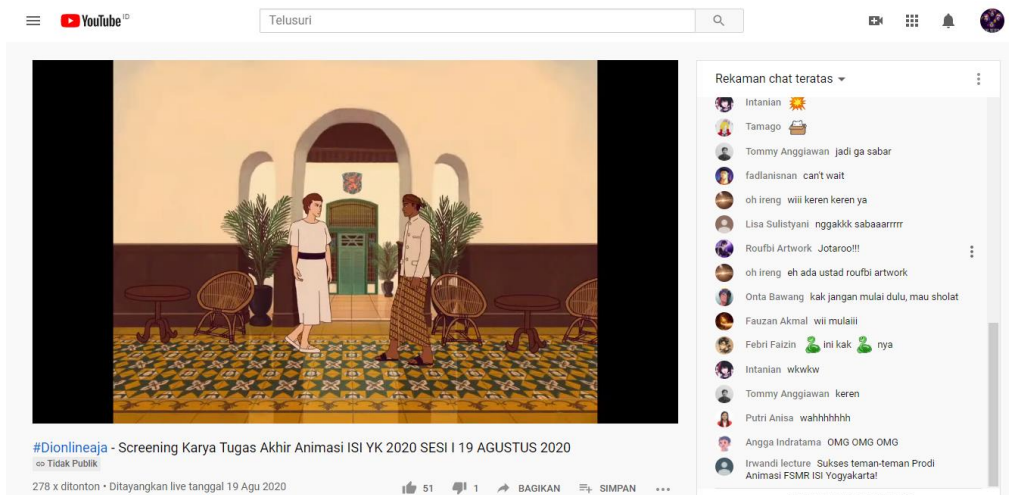 YouTube ID
Telusuri
Rekaman chat teratas
Intanian
Tamago
Tommy Anggiawan jadi ga sabar
fadlanisnan can't wait
oh ireng wiii keren keren ya
Lisa Sulistyani nggakkk sabaaarrrrr
Roufbi Artwork Jotaroo!!!
oh ireng eh ada ustad roufbi artwork
Onta Bawang kak jangan mulai dulu, mau sholat
Fauzan Akmal wii mulaiii
Febri Faizin ini kak nya
Intanian wkwkw
Tommy Anggiawan keren
Putri Anisa wahhhhhhh
Angga Indratama OMG OMG OMG
Irwandi lecture Sukses teman-teman Prodi
Animasi FSMR ISI Yogyakarta!
#Dionlineaja - Screening Karya Tugas Akhir Animasi ISI YK 2020 SESI I 19 AGUSTUS 2020
Tidak Publik
278 x ditonton • Ditayangkan live tanggal 19 Agu 2020
51 1 BAGIKAN SIMPAN